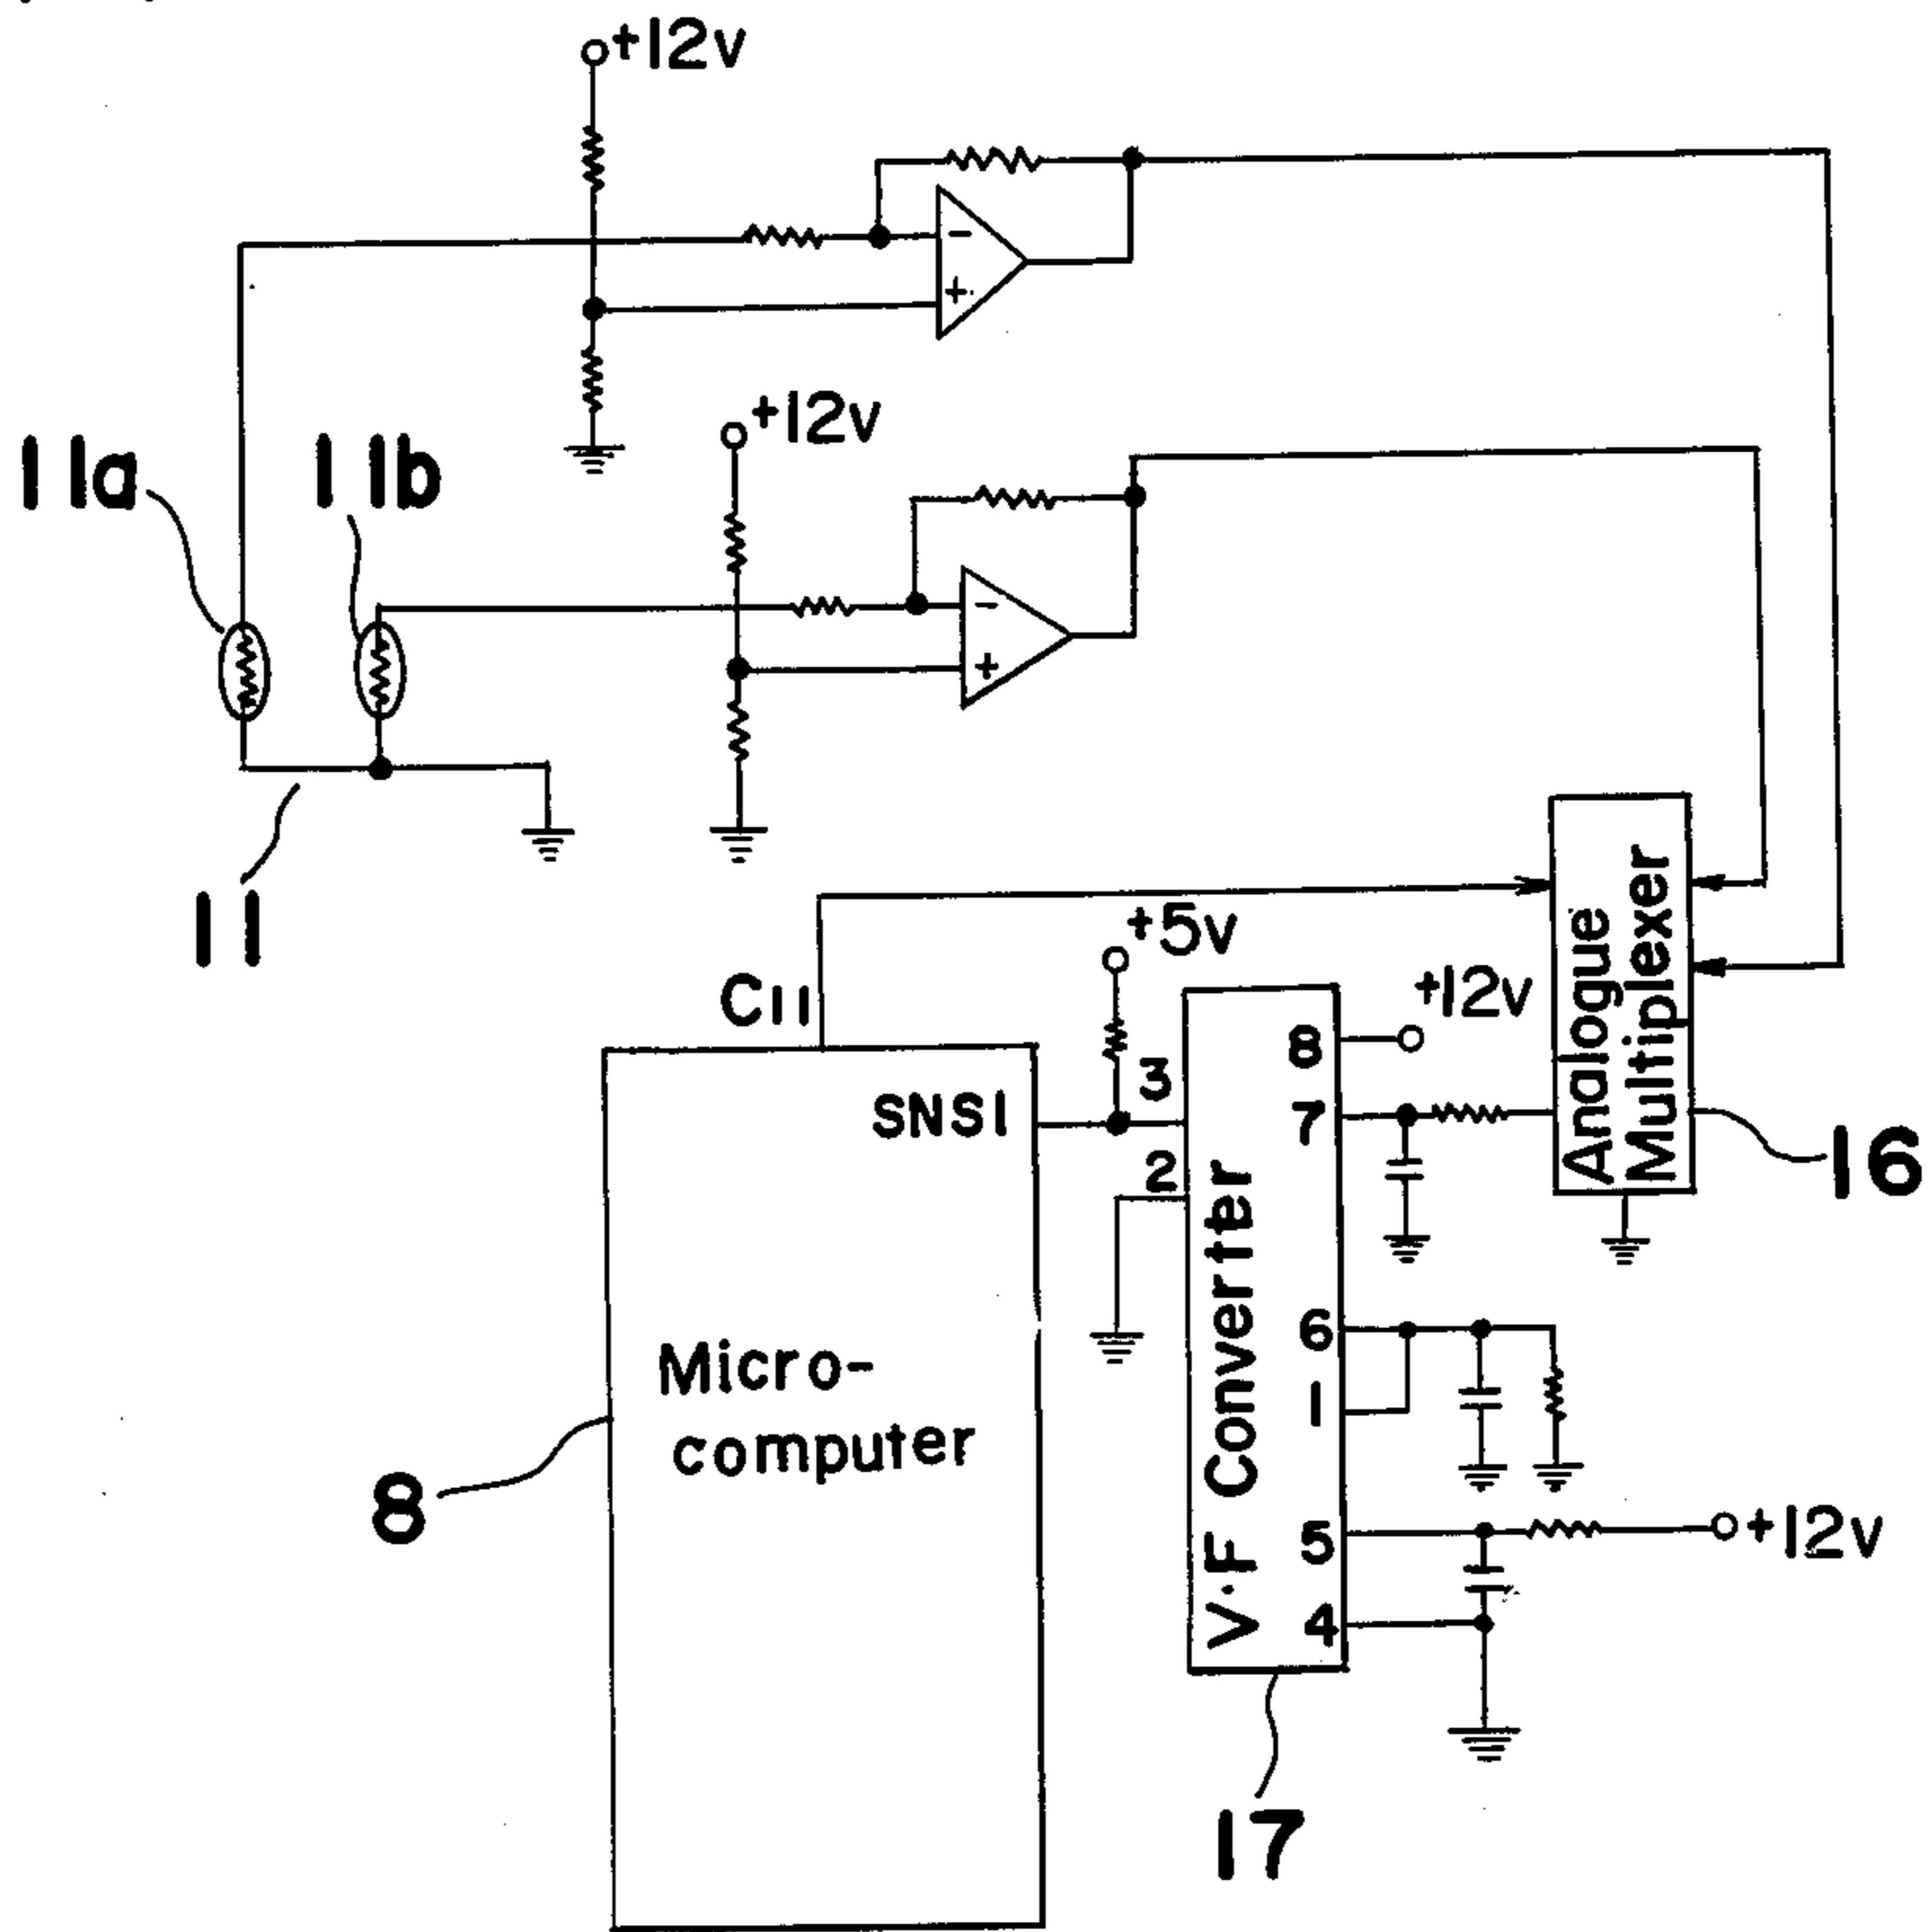 +12v
-
+
+12v
11a
11b
-
+
11
C11
+5v
+12v
SNS1
3
2
8
7
6
1
5
4
+12v
V·F Converter
Analogue
Multiplexer
16
Micro-
computer
8
17